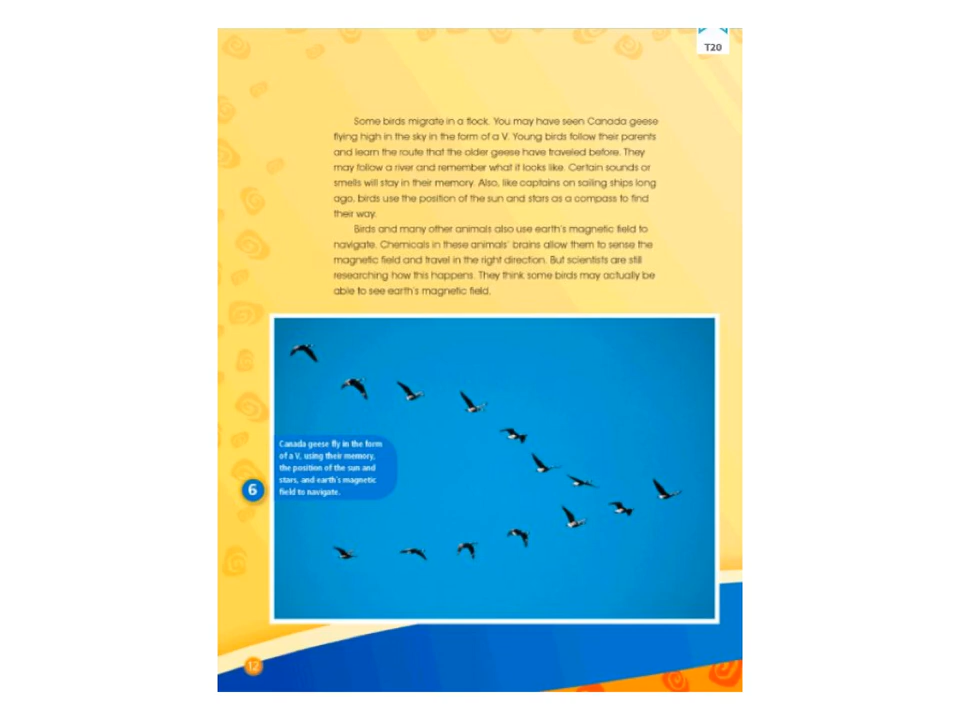 T20
Some birds migrate in a flock. You may have seen Canada geese
flying high in the sky in the form of a V. Young birds follow their parents
and learn the route that the older geese have traveled before. They
may follow a river and remember what it looks like. Certain sounds or
smells will stay in their memory. Also, like captains on sailing ships long
ago, birds use the position of the sun and stars as a compass to find
their way.
Birds and many other animals also use earth's magnetic field to
navigate. Chemicals in these animals' brains allow them to sense the
magnetic field and travel in the right direction. But scientists are still
researching how this happens. They think some birds may actually be
able to see earth's magnetic field.
Canada geese fly in the form
of a V, using their memory,
the position of the sun and
stars, and earth's magnetic
field to navigate.
6
12